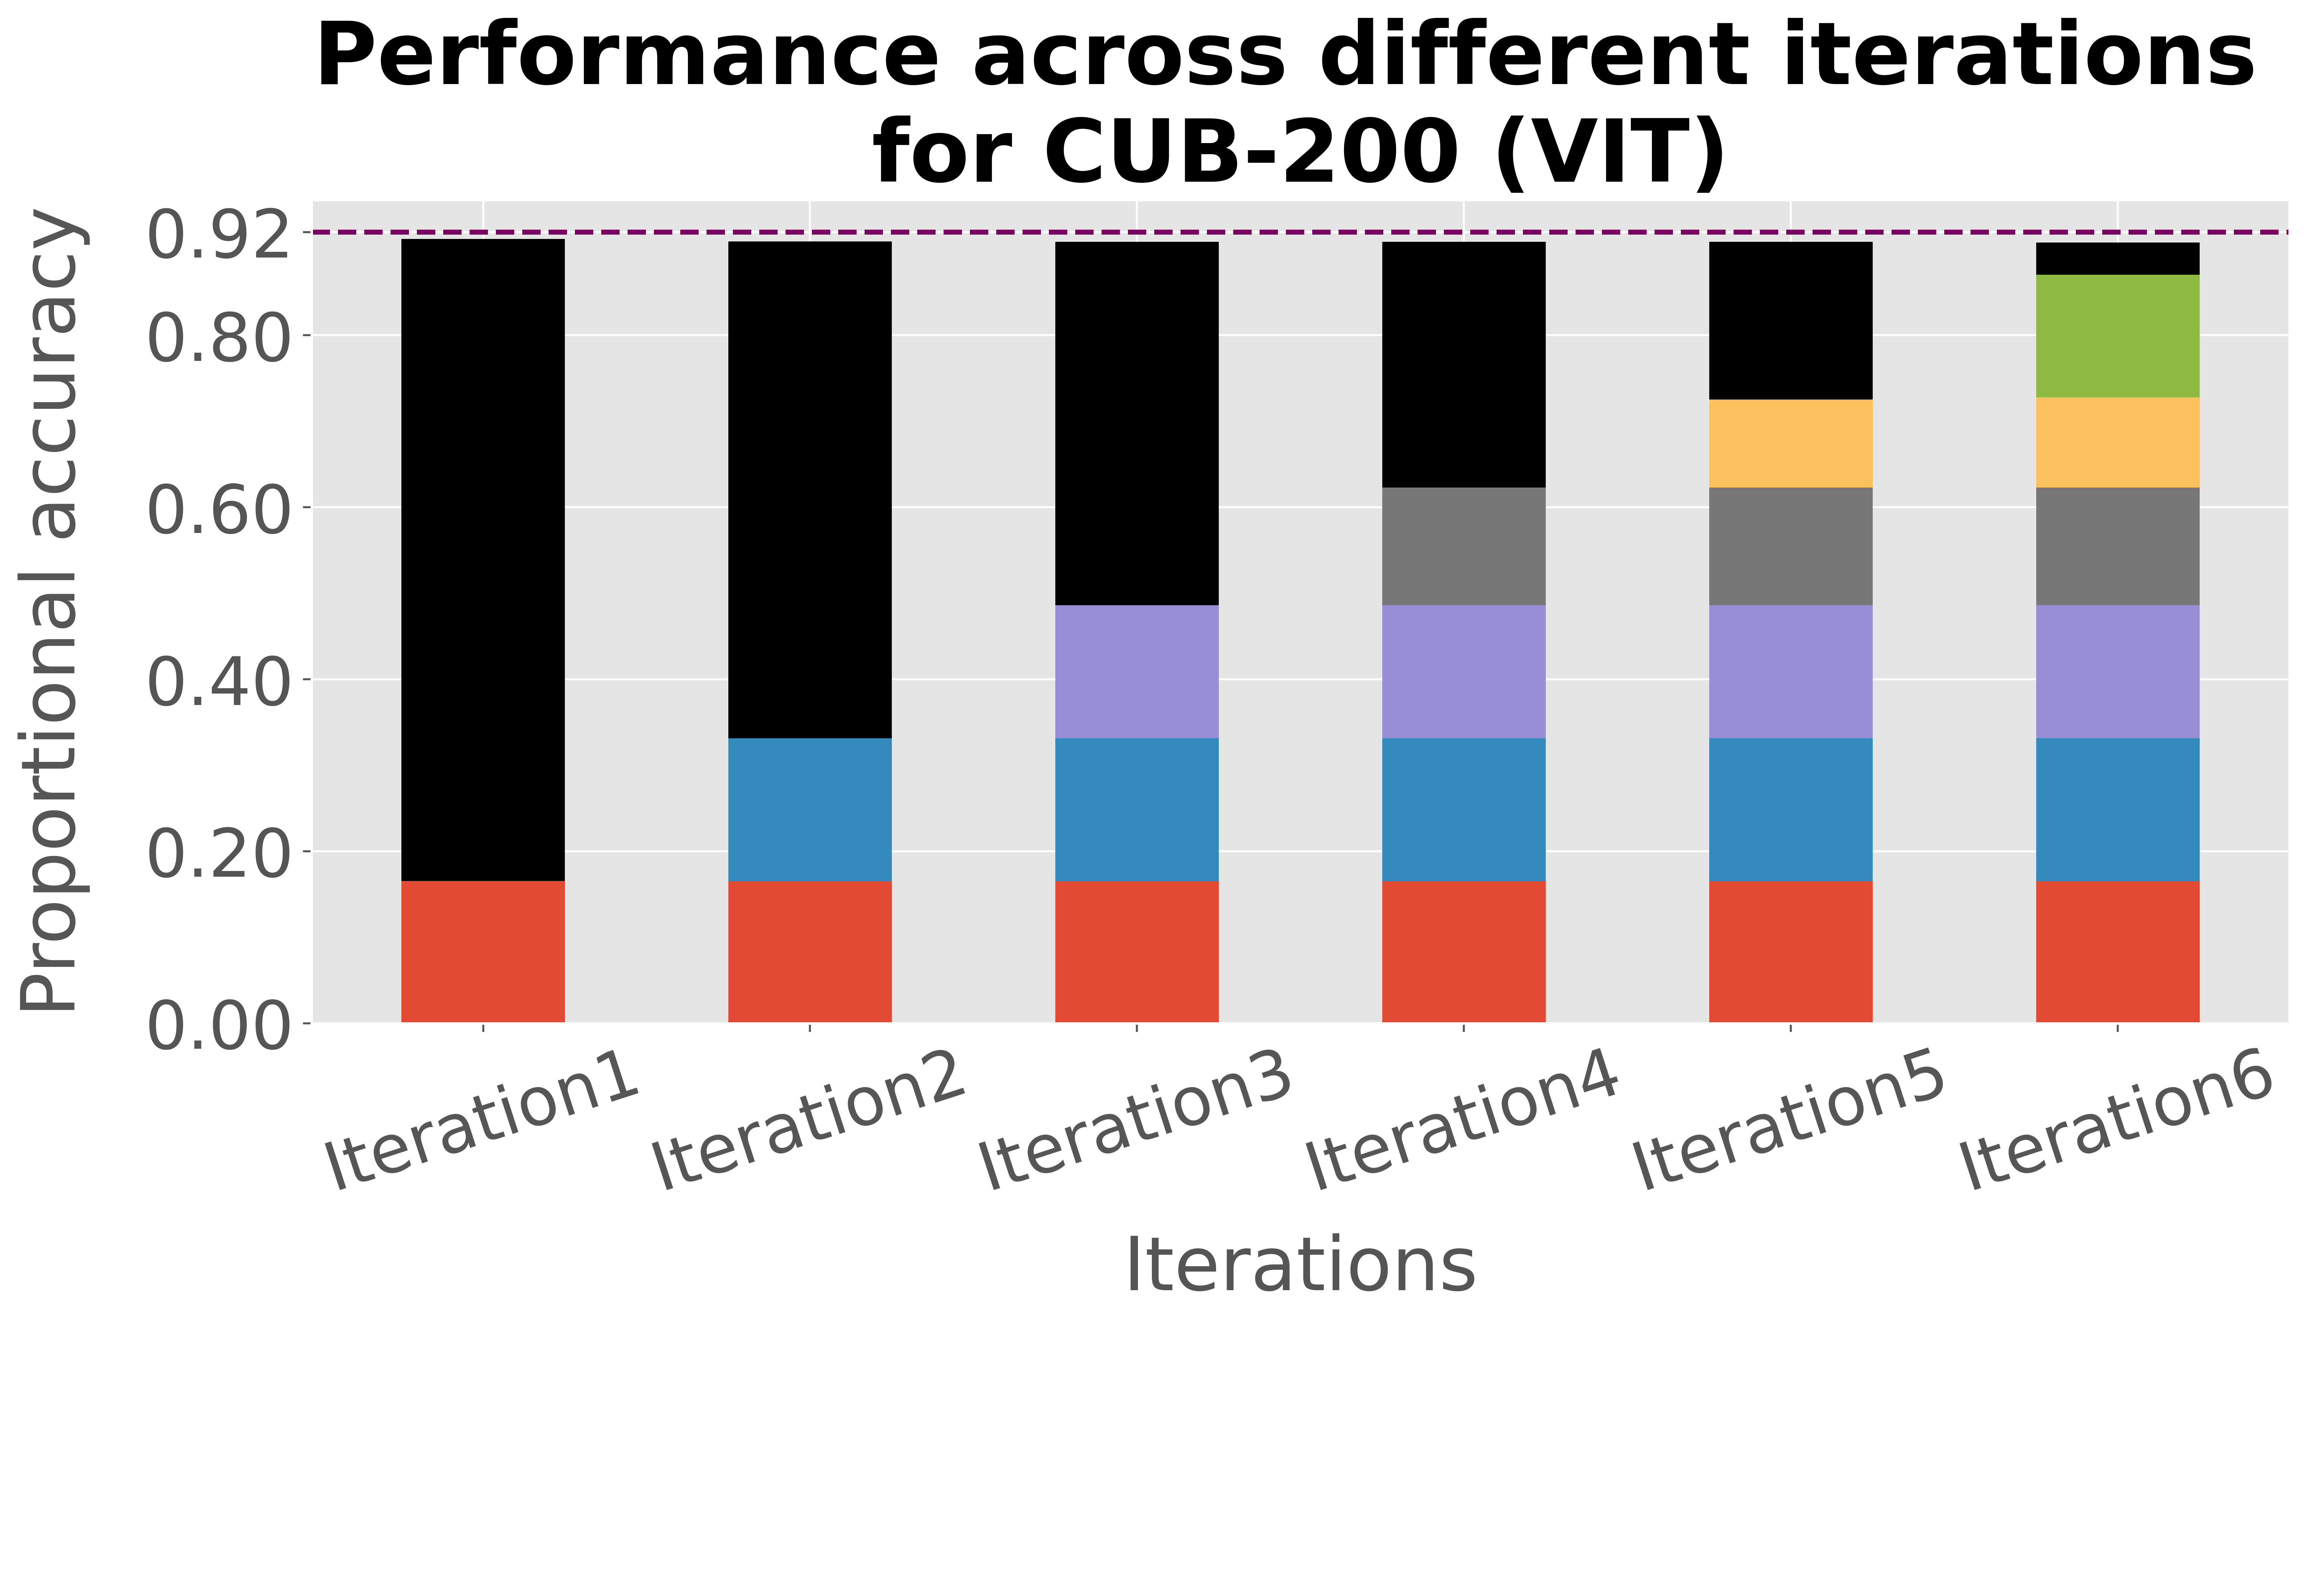 Performance across different iterations
for CUB-200 (VIT)
Proportional accuracy
0.92
0.80
0.60
0.40
0.20
0.00
Iteration1
Iteration2
Iteration3
Iteration4
Iteration5
Iteration6
Iterations